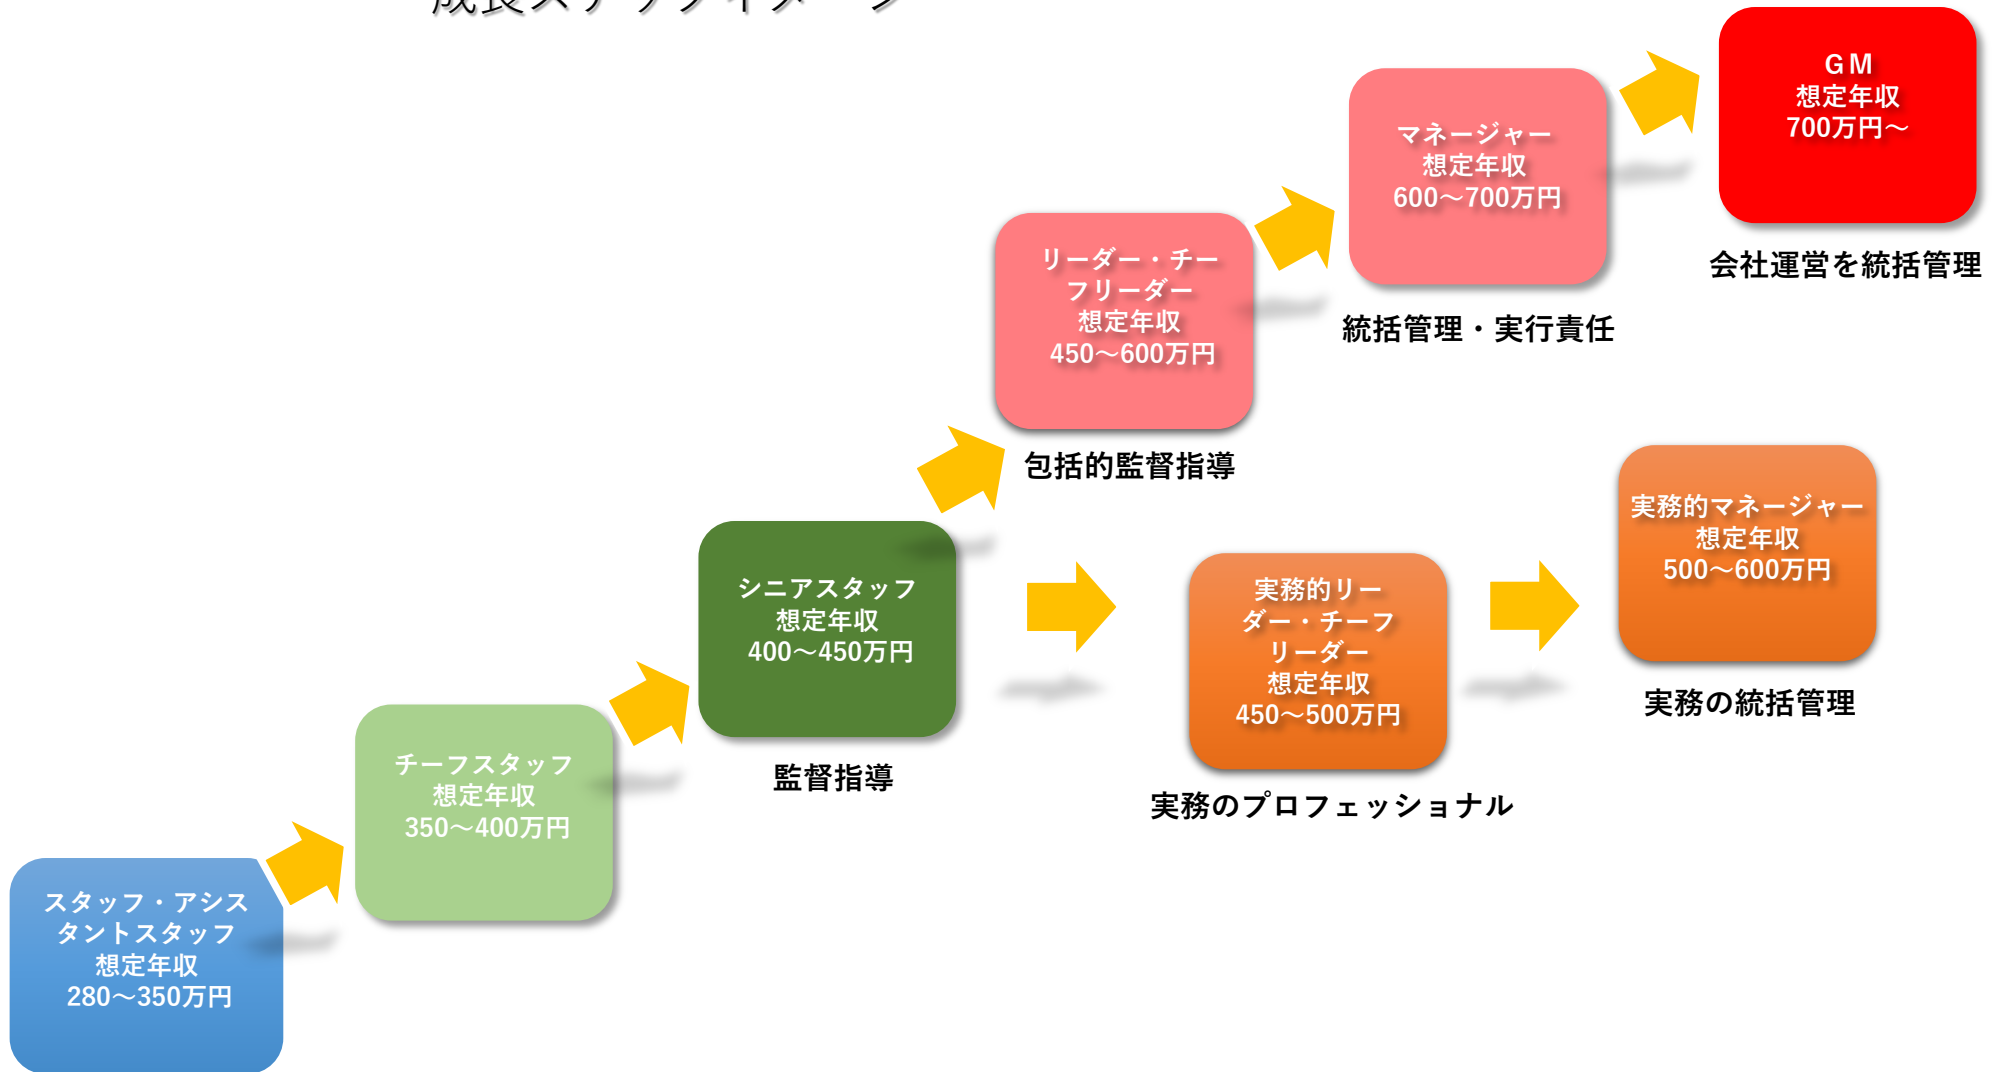 成長ステップイメージ
GM
想定年収
700万円～
会社運営を統括管理
マネージャー
想定年収
600～700万円
統括管理・実行責任
リーダー・チー
フリーダー
想定年収
450～600万円
包括的監督指導
シニアスタッフ
想定年収
400～450万円
監督指導
実務的リー
ダー・チーフ
リーダー
想定年収
450～500万円
実務のプロフェッショナル
実務的マネージャー
想定年収
500～600万円
実務の統括管理
チーフスタッフ
想定年収
350～400万円
スタッフ・アシス
タントスタッフ
想定年収
280～350万円